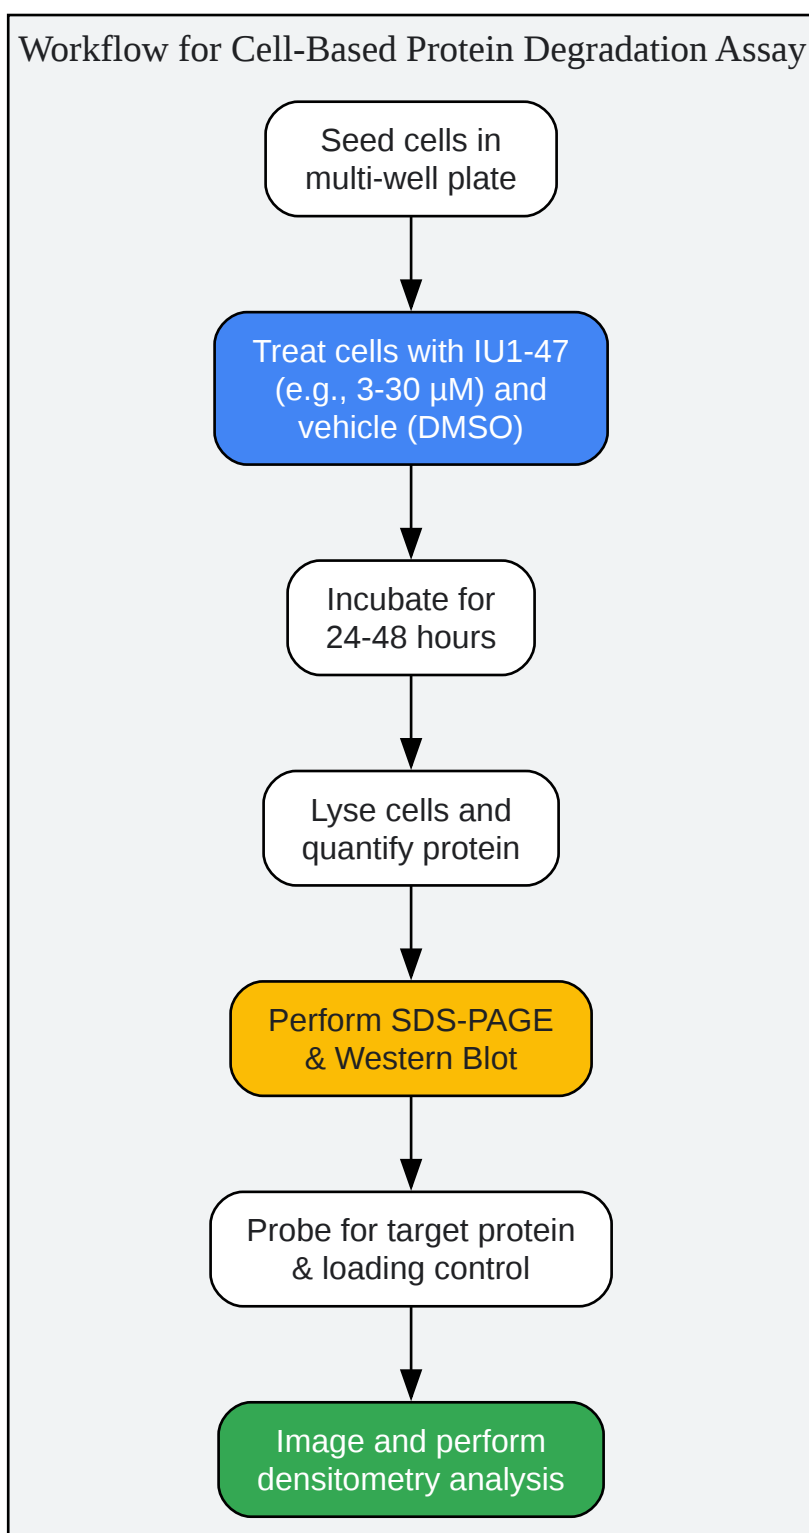 Workflow for Cell-Based Protein Degradation Assay
Seed cells in
multi-well plate
Treat cells with IU1-47
(e.g., 3-30 µM) and
vehicle (DMSO)
Incubate for
24-48 hours
Lyse cells and
quantify protein
Perform SDS-PAGE
& Western Blot
Probe for target protein
& loading control
Image and perform
densitometry analysis